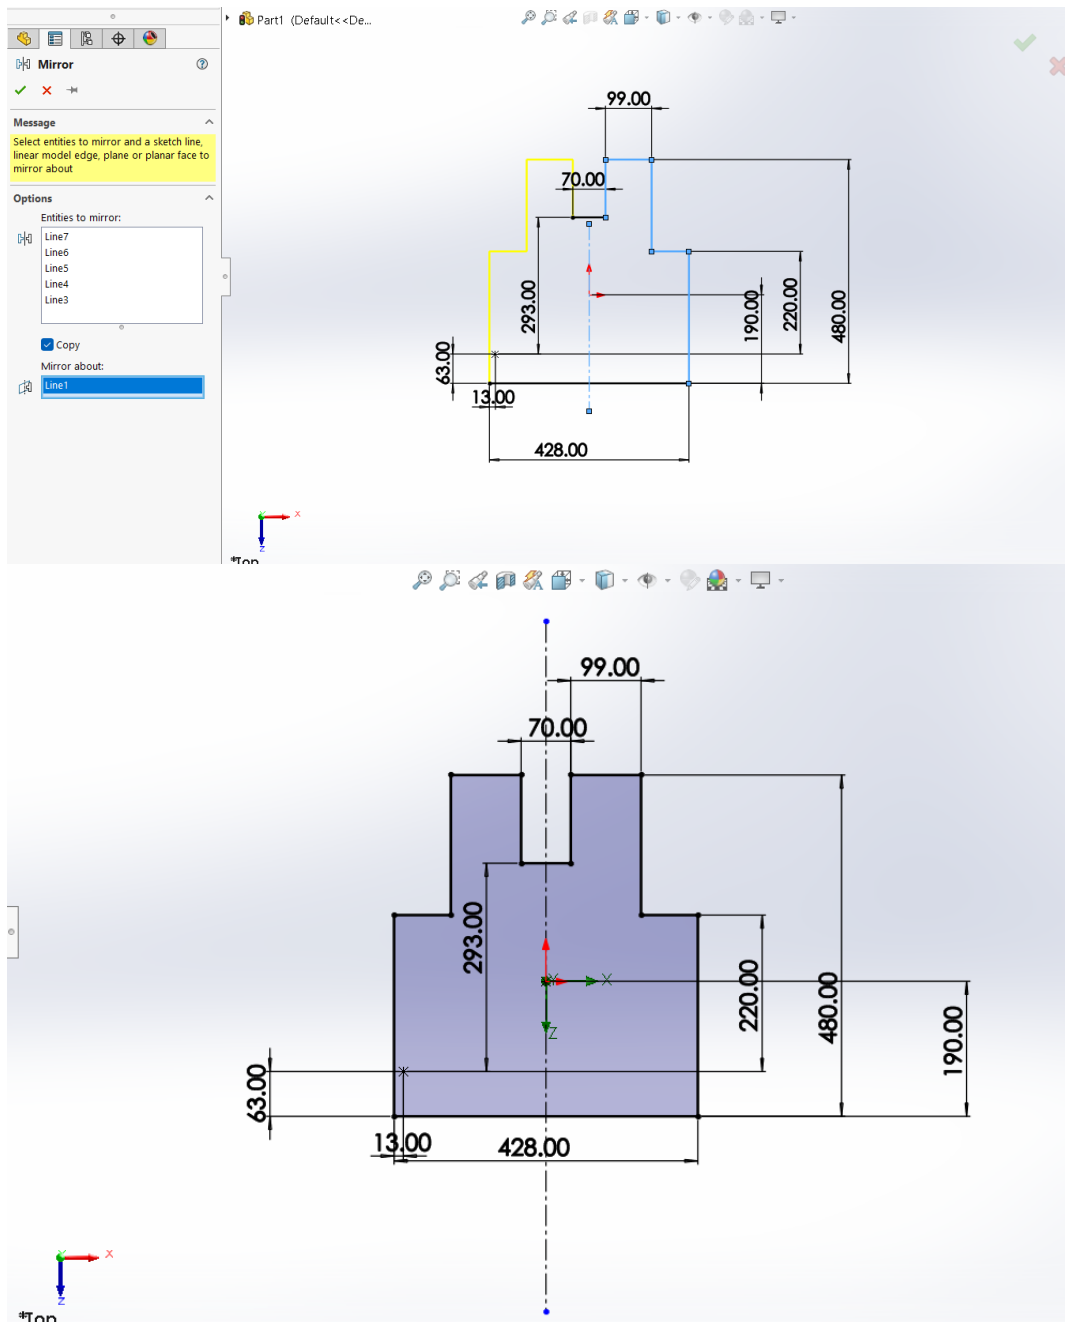 Part1 (Default<<De...
Mirror
Message
Select entities to mirror and a sketch line,
linear model edge, plane or planar face to
mirror about
Options
Entities to mirror:
Line7
Line6
Line5
Line4
Line3
Copy
Mirror about:
Line1
99.00
70.00
293.00
190.00
220.00
480.00
63.00
13.00
428.00
Y
X
Z
*Top
99.00
70.00
293.00
Y
X
Z
220.00
480.00
190.00
63.00
13.00
428.00
Y
X
Z
*Top